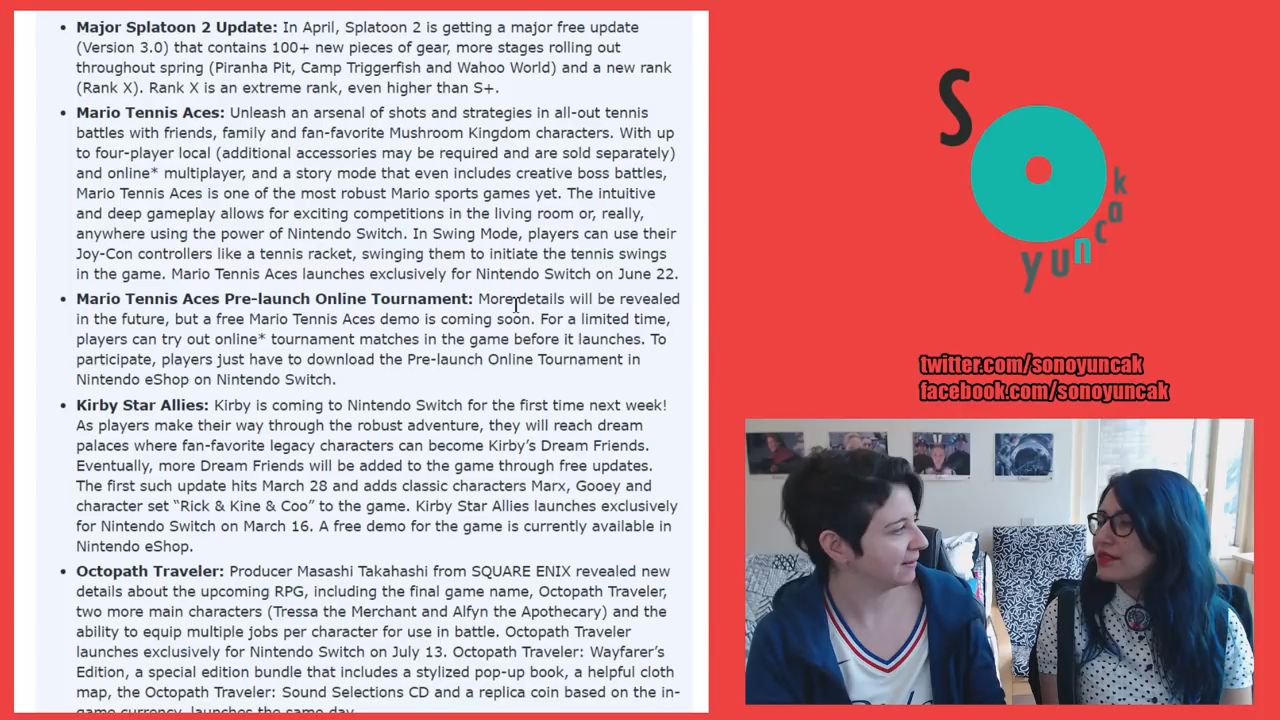 • Major Splatoon 2 Update: In April, Splatoon 2 is getting a major free update
(Version 3.0) that contains 100+ new pieces of gear, more stages rolling out
throughout spring (Piranha Pit, Camp Triggerfish and Wahoo World) and a new rank
(Rank X). Rank X is an extreme rank, even higher than S+.
• Mario Tennis Aces: Unleash an arsenal of shots and strategies in all-out tennis
battles with friends, family and fan-favorite Mushroom Kingdom characters. With up
to four-player local (additional accessories may be required and are sold separately)
and online* multiplayer, and a story mode that even includes creative boss battles,
Mario Tennis Aces is one of the most robust Mario sports games yet. The intuitive
and deep gameplay allows for exciting competitions in the living room or, really,
anywhere using the power of Nintendo Switch. In Swing Mode, players can use their
Joy-Con controllers like a tennis racket, swinging them to initiate the tennis swings
in the game. Mario Tennis Aces launches exclusively for Nintendo Switch on June 22.
• Mario Tennis Aces Pre-launch Online Tournament: More details will be revealed
in the future, but a free Mario Tennis Aces demo is coming soon. For a limited time,
players can try out online* tournament matches in the game before it launches. To
participate, players just have to download the Pre-launch Online Tournament in
Nintendo eShop on Nintendo Switch.
• Kirby Star Allies: Kirby is coming to Nintendo Switch for the first time next week!
As players make their way through the robust adventure, they will reach dream
palaces where fan-favorite legacy characters can become Kirby’s Dream Friends.
Eventually, more Dream Friends will be added to the game through free updates.
The first such update hits March 28 and adds classic characters Marx, Gooey and
character set “Rick & Kine & Coo” to the game. Kirby Star Allies launches exclusively
for Nintendo Switch on March 16. A free demo for the game is currently available in
Nintendo eShop.
• Octopath Traveler: Producer Masashi Takahashi from SQUARE ENIX revealed new
details about the upcoming RPG, including the final game name, Octopath Traveler,
two more main characters (Tressa the Merchant and Alfyn the Apothecary) and the
ability to equip multiple jobs per character for use in battle. Octopath Traveler
launches exclusively for Nintendo Switch on July 13. Octopath Traveler: Wayfarer’s
Edition, a special edition bundle that includes a stylized pop-up book, a helpful cloth
map, the Octopath Traveler: Sound Selections CD and a replica coin based on the in-
game currency, launches the same day.
S
yuncak
twitter.com/sonoyuncak
facebook.com/sonoyuncak